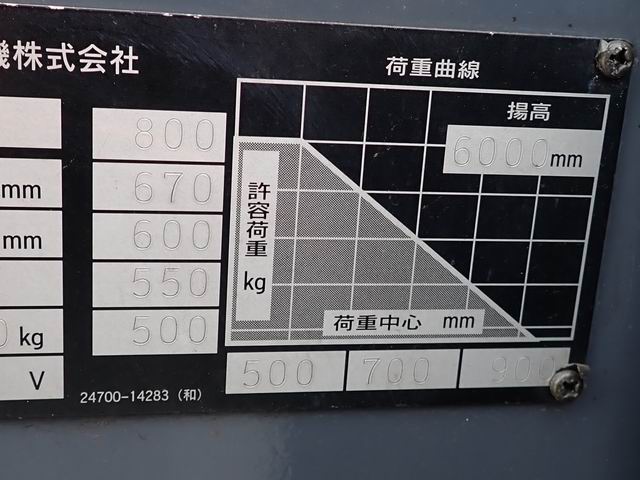 機株式会社
荷重曲線
揚高
6000mm
800
670
600
550
500
mm
mm
kg
V
許容荷重
kg
荷重中心 mm
500 700 900
24700-14283 (和)